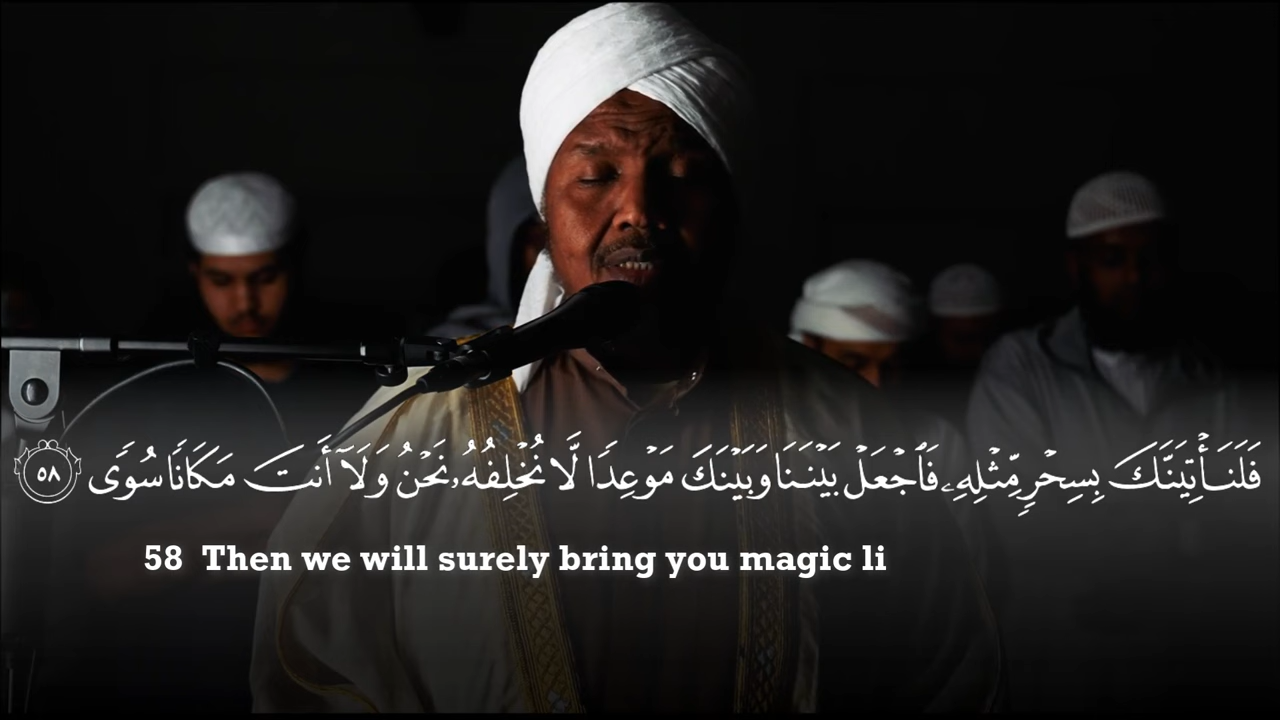 فَلَنَأْتِيَنَّكَ بِسِحْرٍ مِّثْلِهِۦ فَٱجْعَلْ بَيْنَنَا وَبَيْنَكَ مَوْعِدًا لَّا نُخْلِفُهُۥ نَحْنُ وَلَآ أَنتَ مَكَانًا سُوًى ٥٨
58 Then we will surely bring you magic li